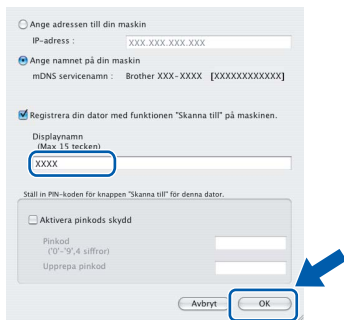 Ange adressen till din maskin
IP-adress : XXX.XXX.XXX.XXX
Ange namnet på din maskin
mDNS servicenamn : Brother XXX-XXXX [XXXXXXXXXXXX]
Registrera din dator med funktionen "Skanna till" på maskinen.
Displaynamn
(Max 15 tecken)
XXXX
Ställ in PIN-koden för knappen "Skanna till" för denna dator.
Aktivera pinkods skydd
Pinkod
('0'-'9',4 siffror)
Upprepa pinkod
Avbryt OK